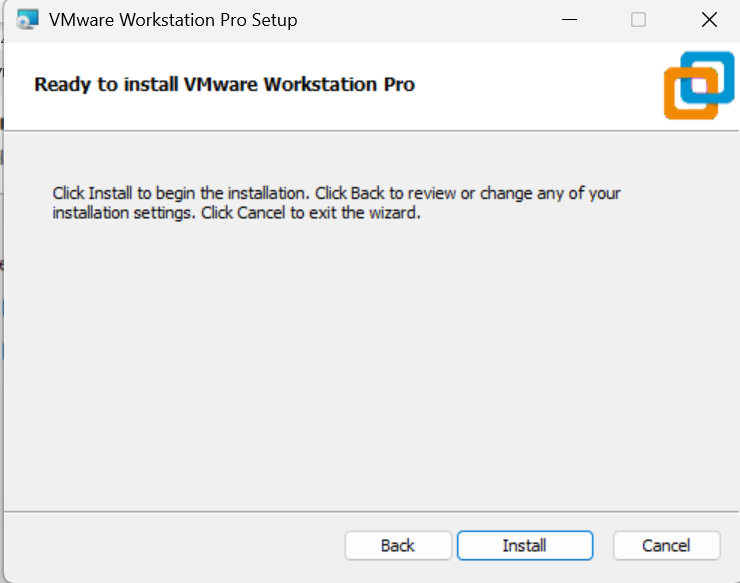 VMware Workstation Pro Setup
Ready to install VMware Workstation Pro
Click Install to begin the installation. Click Back to review or change any of your
installation settings. Click Cancel to exit the wizard.
Back
Install
Cancel